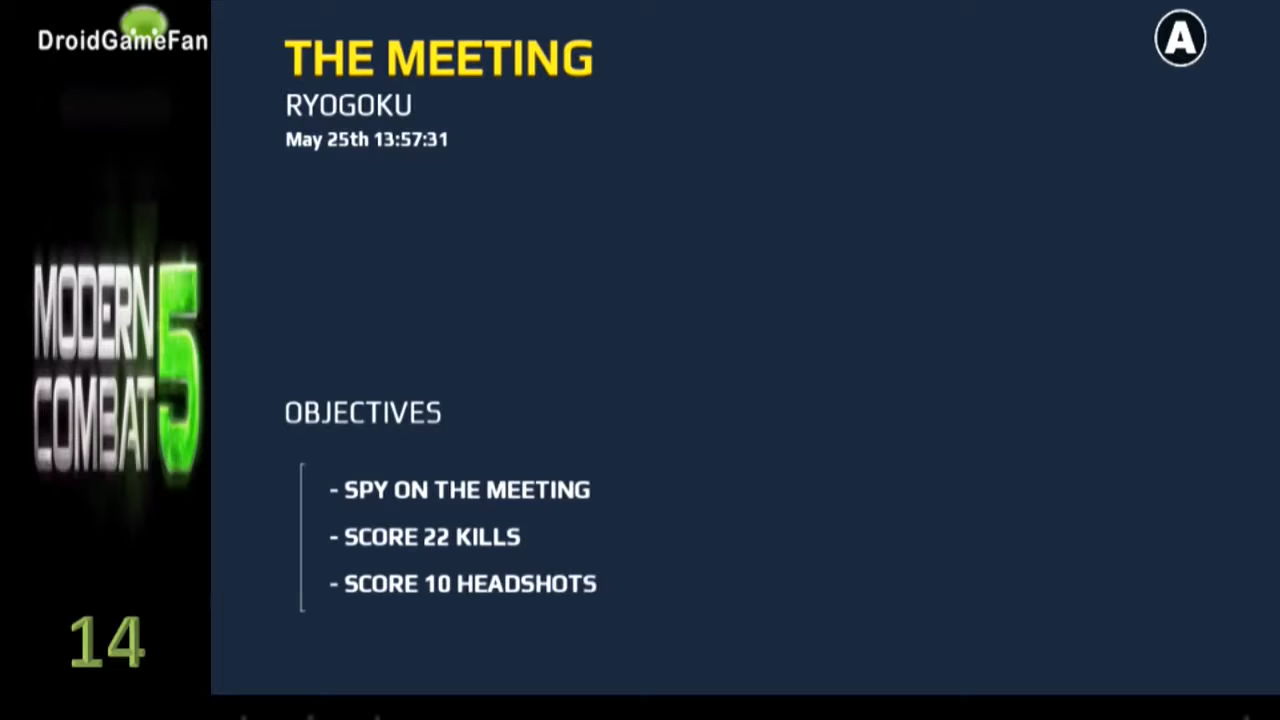 DroidGameFan
MODERN
COMBAT
5
14
THE MEETING
RYOGOKU
May 25th 13:57:31
A
OBJECTIVES
- SPY ON THE MEETING
- SCORE 22 KILLS
- SCORE 10 HEADSHOTS